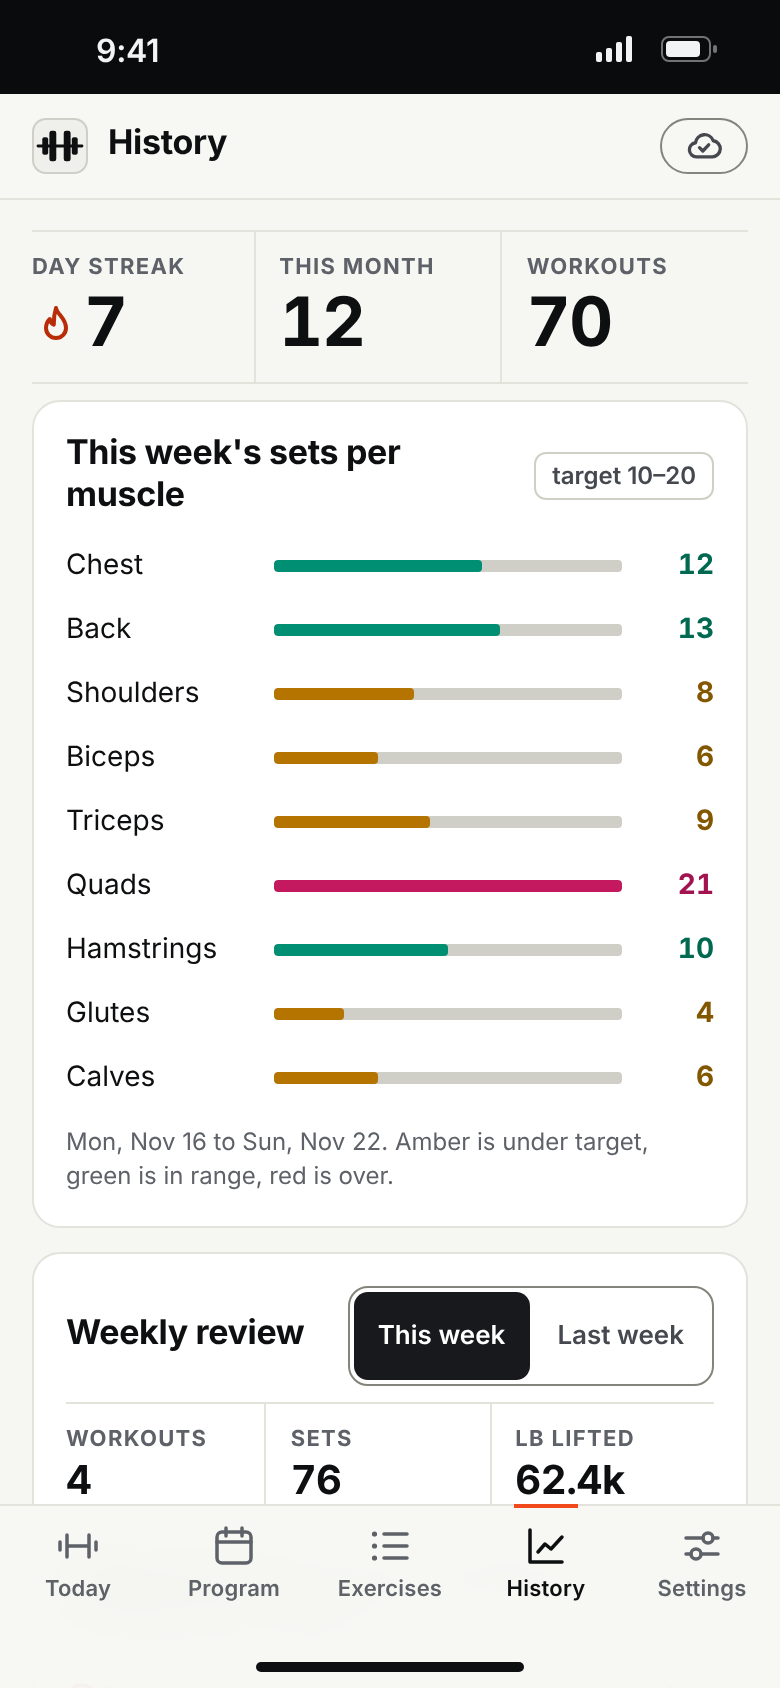 9:41
History
DAY STREAK
7
THIS MONTH
12
WORKOUTS
70
This week's sets per
muscle
target 10–20
Chest 12
Back 13
Shoulders 8
Biceps 6
Triceps 9
Quads 21
Hamstrings 10
Glutes 4
Calves 6
Mon, Nov 16 to Sun, Nov 22. Amber is under target,
green is in range, red is over.
Weekly review
This week
Last week
WORKOUTS
4
SETS
76
LB LIFTED
62.4k
Today
Program
Exercises
History
Settings